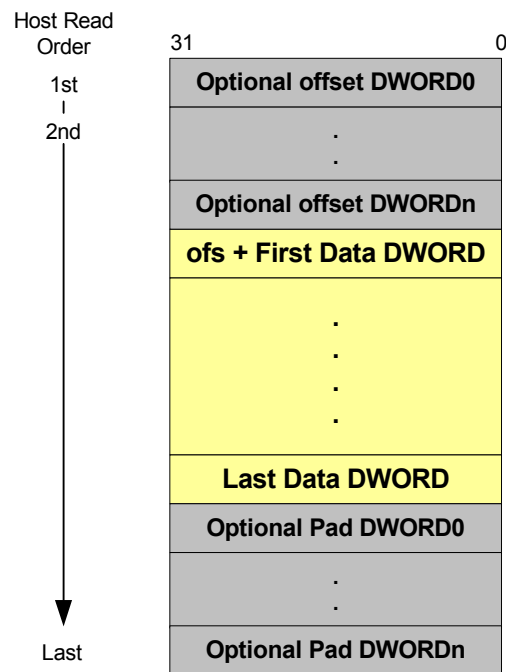 Host Read
Order
31 0
1st
2nd
Optional offset DWORD0
.
.
Optional offset DWORDn
ofs + First Data DWORD
.
.
.
.
Last Data DWORD
Optional Pad DWORD0
.
.
Last
Optional Pad DWORDn